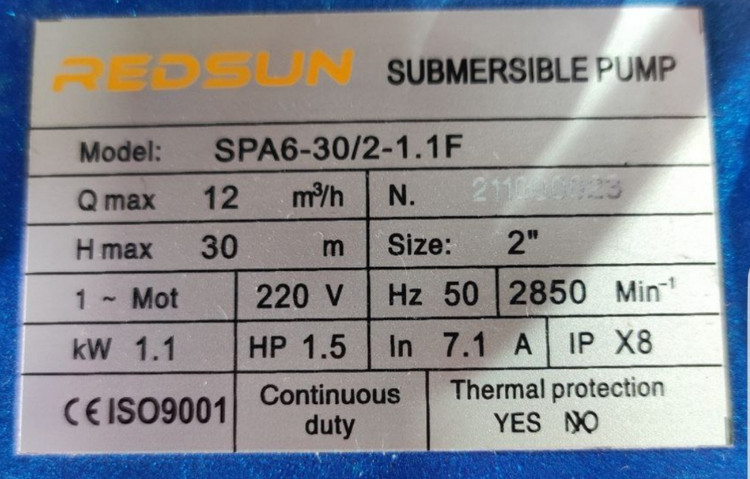 REDSUN SUBMERSIBLE PUMP
Model: SPA6-30/2-1.1F
Q max 12 m³/h N.
H max 30 m Size: 2"
1 ~ Mot 220 V Hz 50 2850 Min⁻¹
kW 1.1 HP 1.5 In 7.1 A IP X8
CE ISO9001 Continuous duty Thermal protection
YES NO